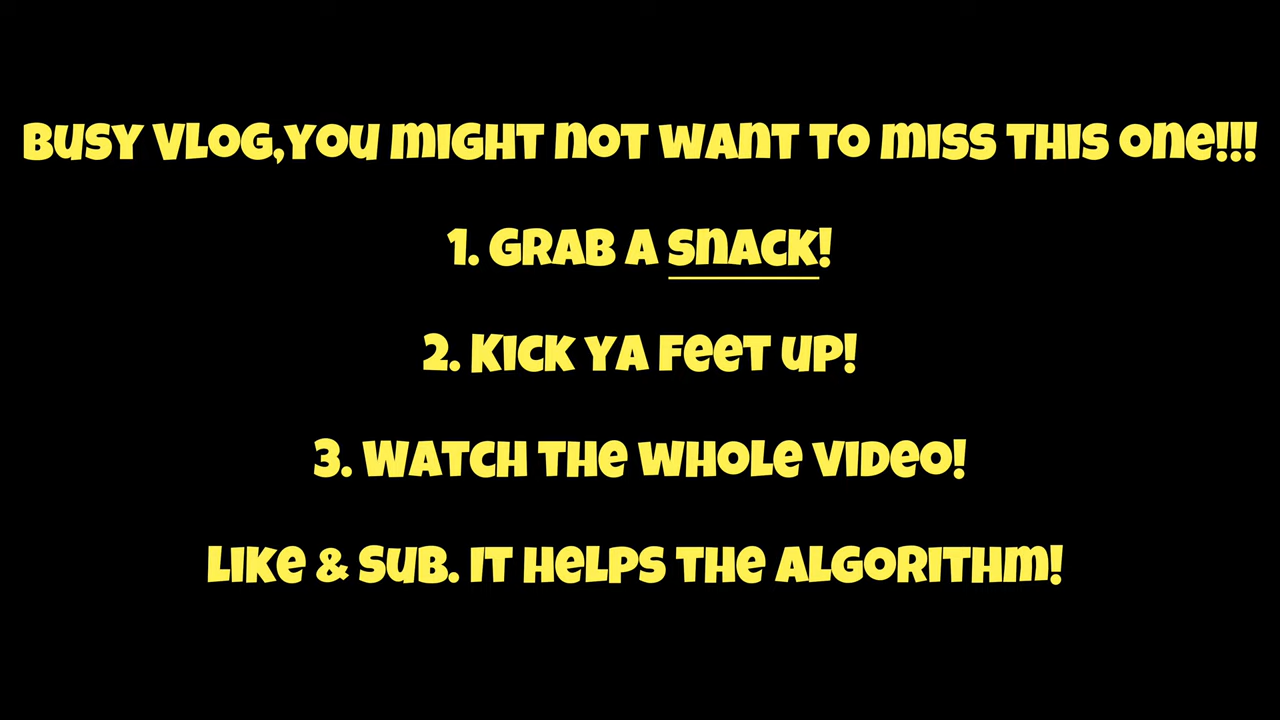 Busy Vlog,You might not want to miss this one!!!
1. Grab a snack!
2. Kick ya feet up!
3. Watch the whole video!
Like & Sub. It helps the algorithm!